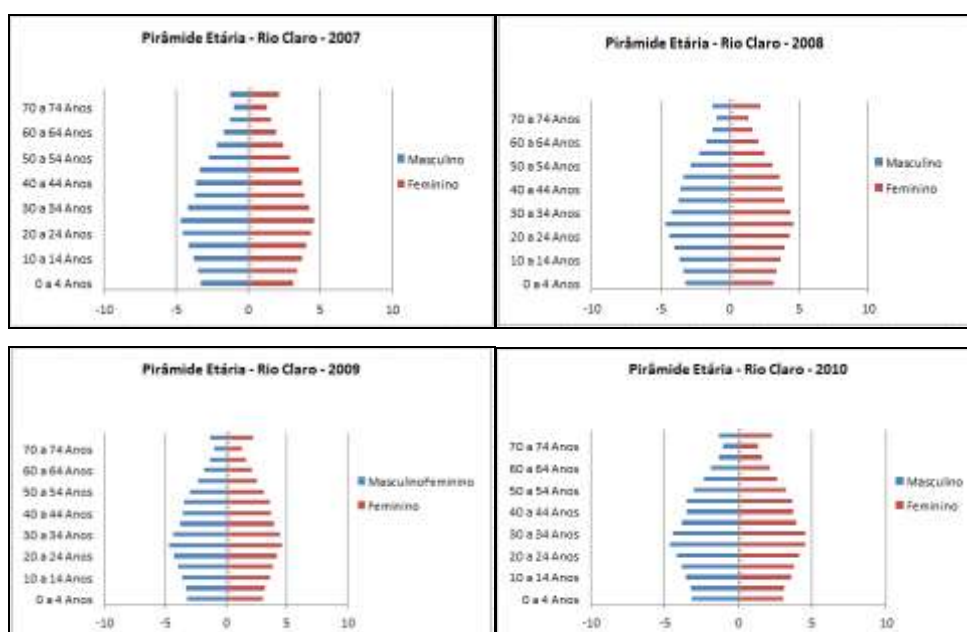 Pirâmide Etária - Rio Claro - 2007
70 a 74 Anos
60 a 64 Anos
50 a 54 Anos
40 a 44 Anos
30 a 34 Anos
20 a 24 Anos
10 a 14 Anos
0 a 4 Anos
Masculino
Feminino
-10 -5 0 5 10
Pirâmide Etária - Rio Claro - 2008
70 a 74 Anos
60 a 64 Anos
50 a 54 Anos
40 a 44 Anos
30 a 34 Anos
20 a 24 Anos
10 a 14 Anos
0 a 4 Anos
Masculino
Feminino
-10 -5 0 5 10
Pirâmide Etária - Rio Claro - 2009
70 a 74 Anos
60 a 64 Anos
50 a 54 Anos
40 a 44 Anos
30 a 34 Anos
20 a 24 Anos
10 a 14 Anos
0 a 4 Anos
MasculinoFeminino
Feminino
-10 -5 0 5 10
Pirâmide Etária - Rio Claro - 2010
70 a 74 Anos
60 a 64 Anos
50 a 54 Anos
40 a 44 Anos
30 a 34 Anos
20 a 24 Anos
10 a 14 Anos
0 a 4 Anos
Masculino
Feminino
-10 -5 0 5 10